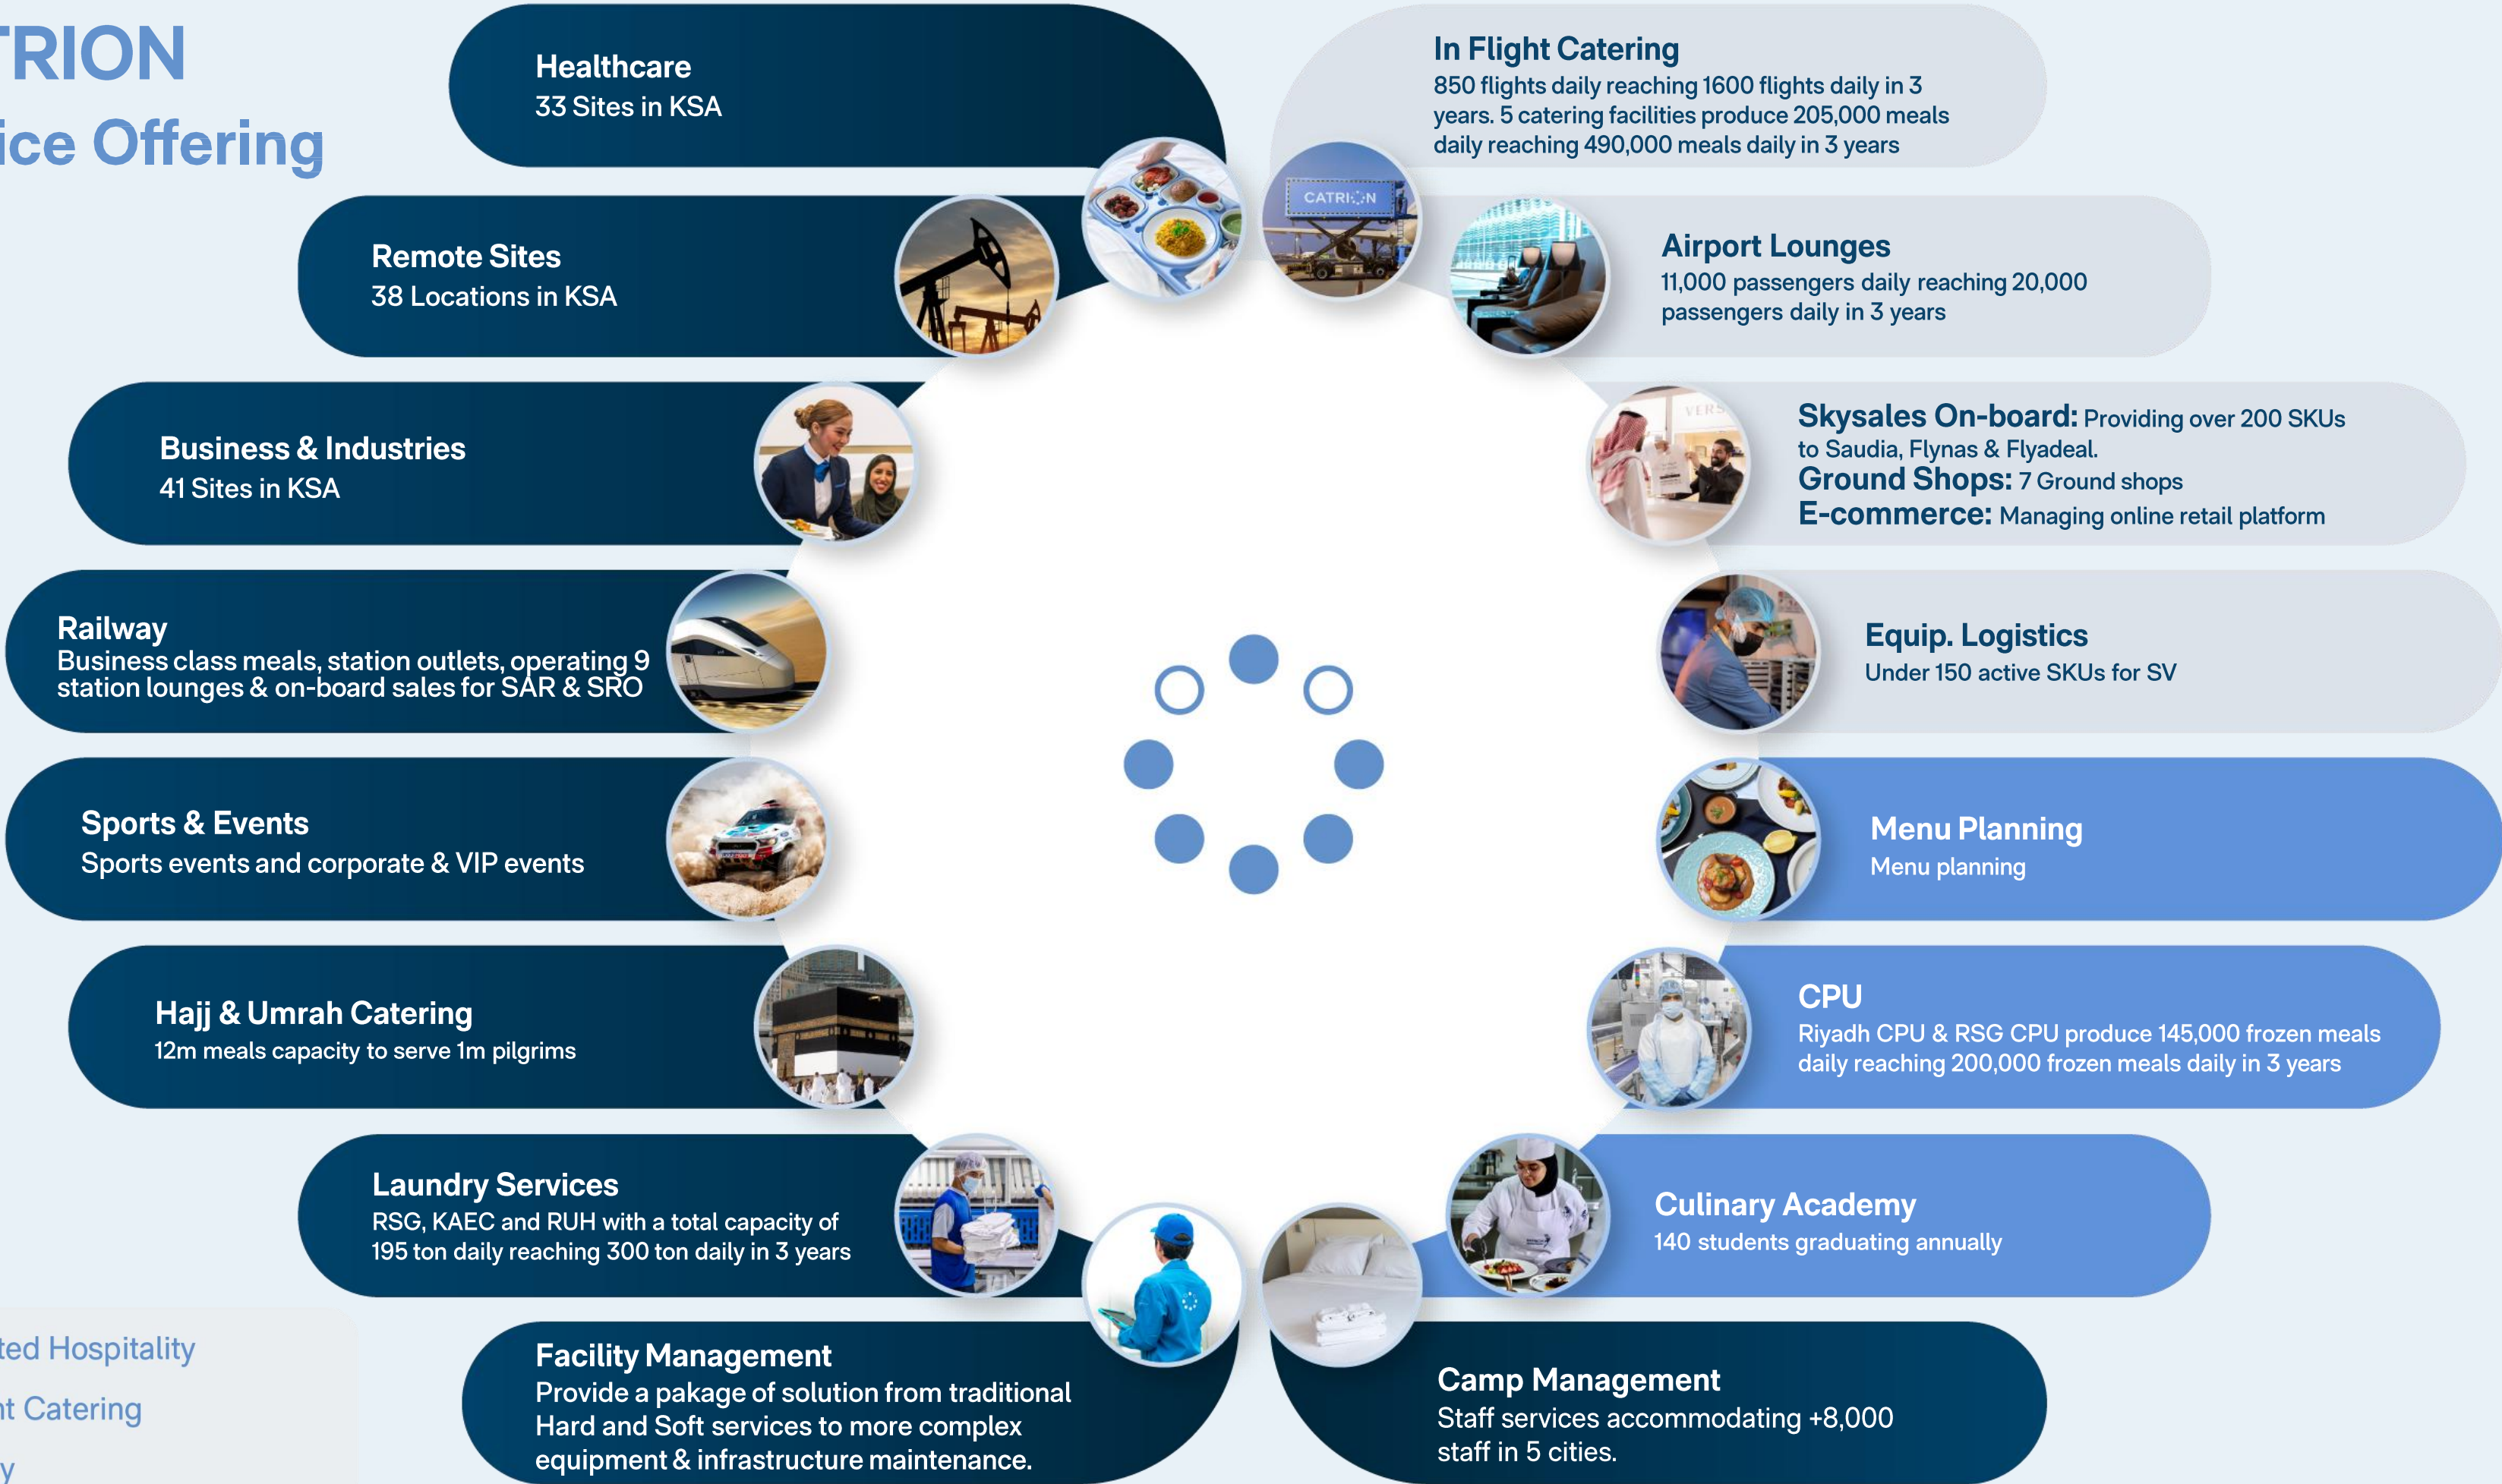 TRION
ice Offering
Healthcare
33 Sites in KSA
Remote Sites
38 Locations in KSA
Business & Industries
41 Sites in KSA
Railway
Business class meals, station outlets, operating 9
station lounges & on-board sales for SAR & SRO
Sports & Events
Sports events and corporate & VIP events
Hajj & Umrah Catering
12m meals capacity to serve 1m pilgrims
Laundry Services
RSG, KAEC and RUH with a total capacity of
195 ton daily reaching 300 ton daily in 3 years
Facility Management
Provide a pakage of solution from traditional
Hard and Soft services to more complex
equipment & infrastructure maintenance.
In Flight Catering
850 flights daily reaching 1600 flights daily in 3
years. 5 catering facilities produce 205,000 meals
daily reaching 490,000 meals daily in 3 years
CATRION
Airport Lounges
11,000 passengers daily reaching 20,000
passengers daily in 3 years
VERS
Skysales On-board: Providing over 200 SKUs
to Saudia, Flynas & Flyadeal.
Ground Shops: 7 Ground shops
E-commerce: Managing online retail platform
Equip. Logistics
Under 150 active SKUs for SV
Menu Planning
Menu planning
CPU
Riyadh CPU & RSG CPU produce 145,000 frozen meals
daily reaching 200,000 frozen meals daily in 3 years
Culinary Academy
140 students graduating annually
Camp Management
Staff services accommodating +8,000
staff in 5 cities.
ted Hospitality
nt Catering
y